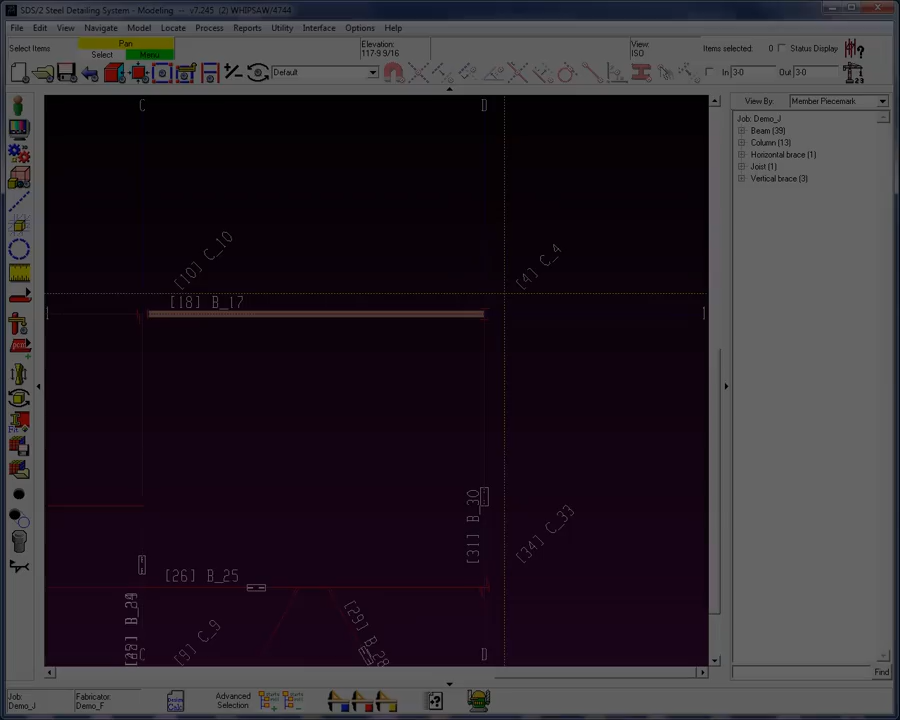 SDS/2 Steel Detailing System - Modeling -- v7.245 (2) WHIPSAW/4744
File Edit View Navigate Model Locate Process Reports Utility Interface Options Help
Select Items
Pan
Select Menu
Elevation:
117-9 9/16
View:
ISO
Items selected: 0 Status Display
Default
In 3-0 Out 3-0
View By: Member Piecemark
Job: Demo_J
Beam (39)
Column (13)
Horizontal brace (1)
Joist (1)
Vertical brace (3)
C D
[10] C_10
[4] C_4
[18] B_17
1 1
[31] B_30
[34] C_33
[26] B_25
[29] B_28
[9] C_9
C D
Find
Job:
Demo_J
Fabricator:
Demo_F
Advanced
Selection